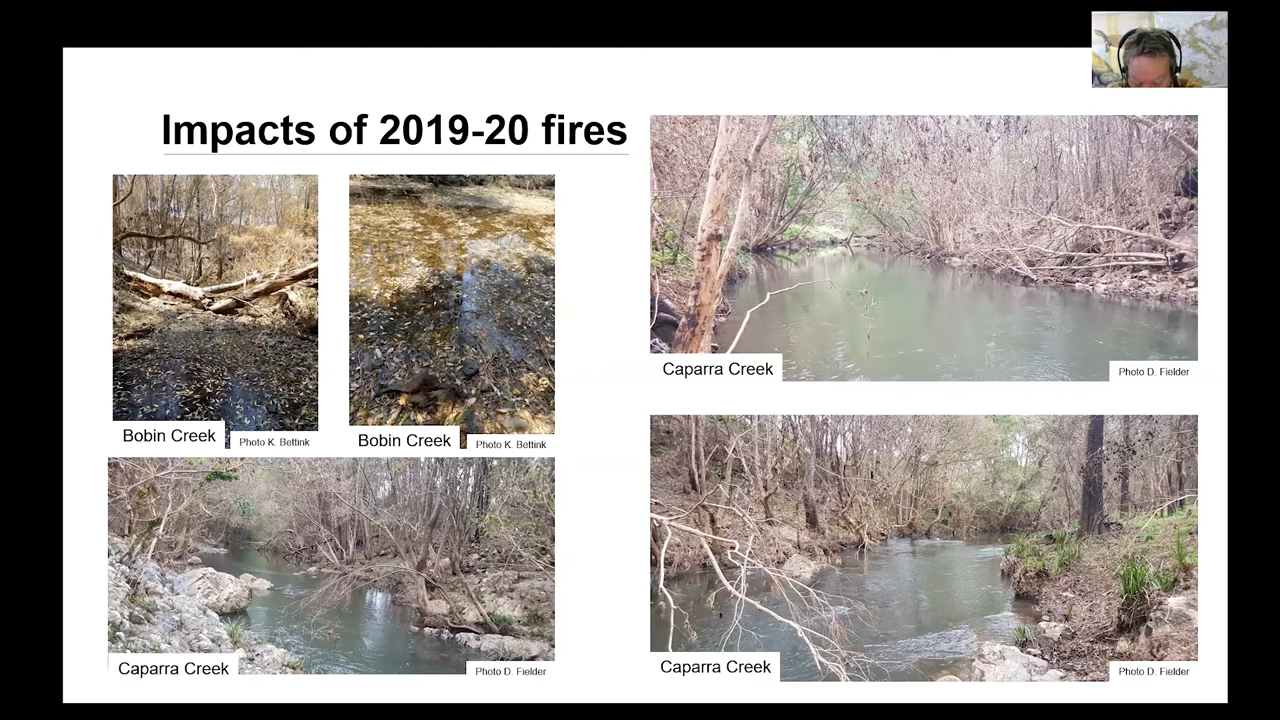 Impacts of 2019-20 fires
Bobin Creek
Photo K. Bettink
Bobin Creek
Photo K. Bettink
Caparra Creek
Photo D. Fielder
Caparra Creek
Photo D. Fielder
Caparra Creek
Photo D. Fielder